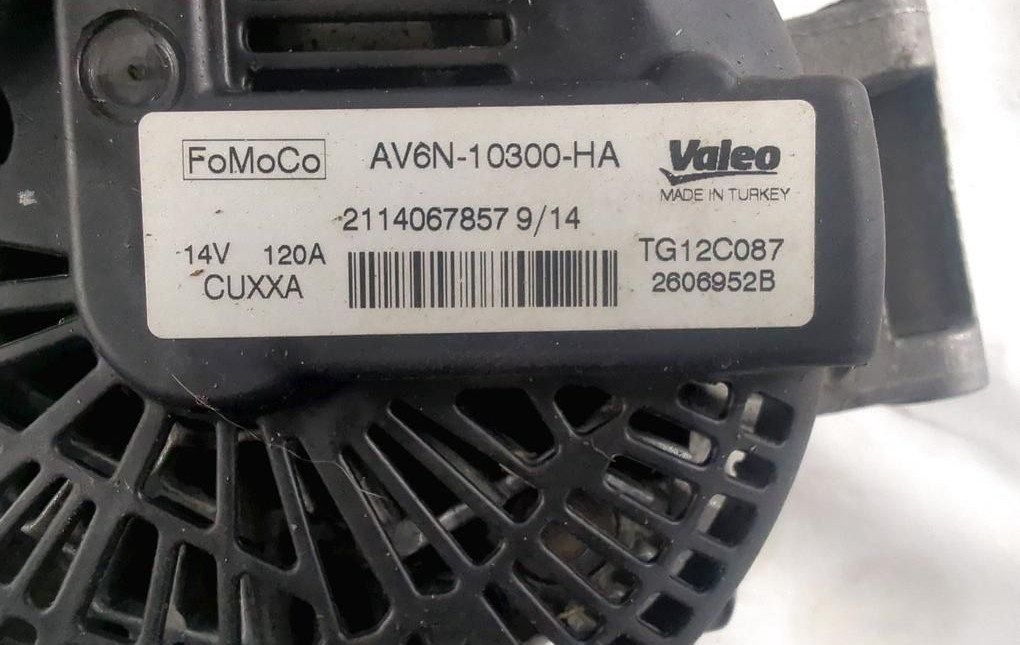 FoMoCo AV6N-10300-HA Valeo
MADE IN TURKEY
2114067857 9/14
14V 120A TG12C087
CUXXA 2606952B